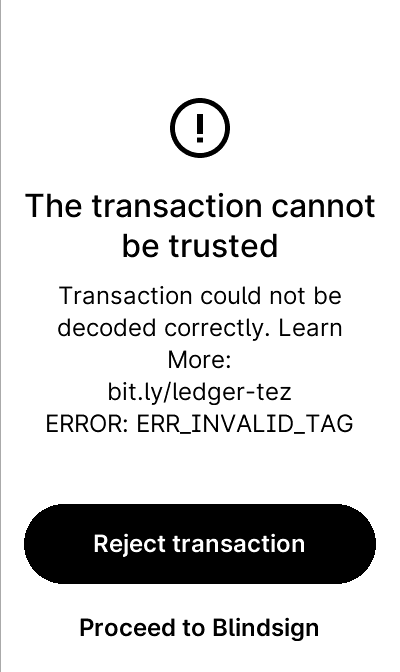 The transaction cannot
be trusted
Transaction could not be
decoded correctly. Learn
More:
bit.ly/ledger-tez
ERROR: ERR_INVALID_TAG
Reject transaction
Proceed to Blindsign